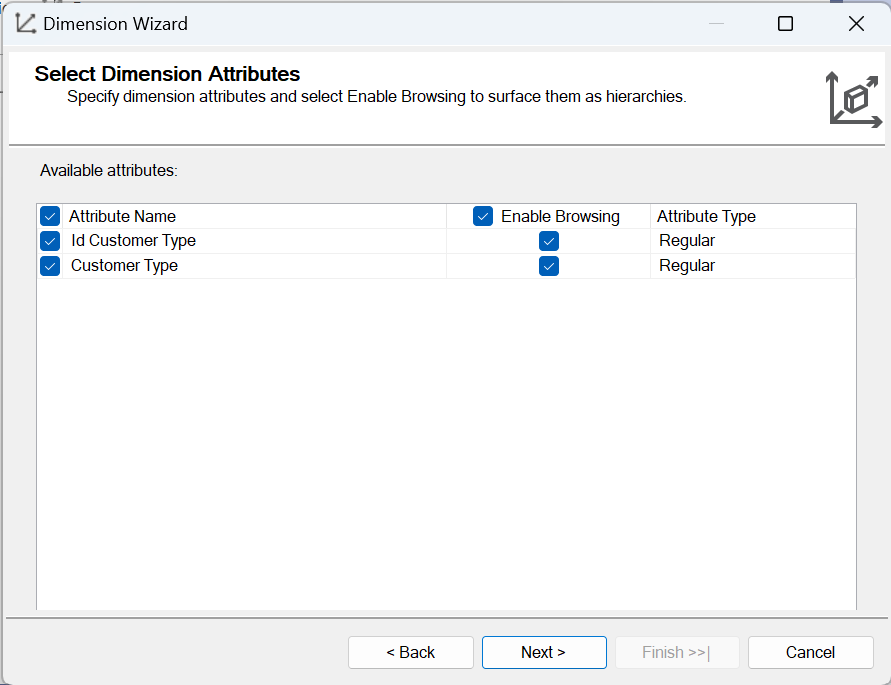 Dimension Wizard
Select Dimension Attributes
Specify dimension attributes and select Enable Browsing to surface them as hierarchies.
Available attributes:
Attribute Name Enable Browsing Attribute Type
Id Customer Type Regular
Customer Type Regular
< Back Next > Finish >>| Cancel